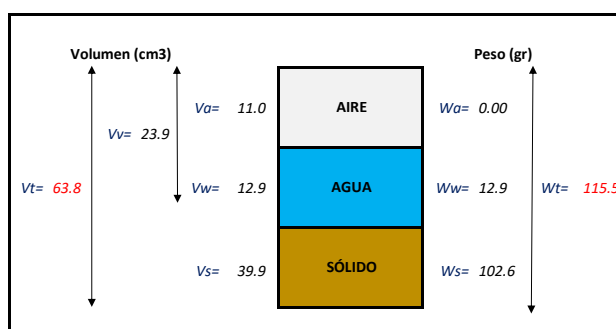 Volumen (cm3) Peso (gr)
Va= 11.0 AIRE Wa= 0.00
Vv= 23.9
Vt= 63.8 Vw= 12.9 AGUA Ww= 12.9 Wt= 115.5
Vs= 39.9 SÓLIDO Ws= 102.6